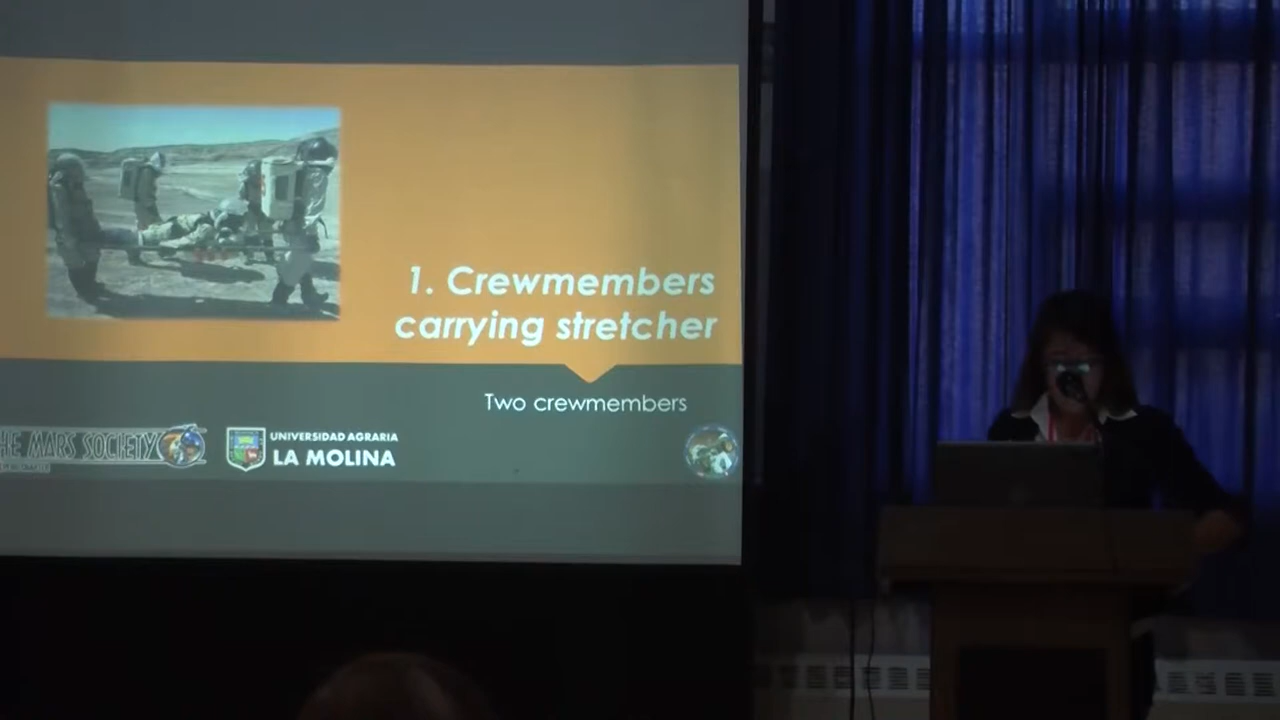 1. Crewmembers
carrying stretcher
Two crewmembers
HE MARS SOCIETY
UNIVERSIDAD AGRARIA
LA MOLINA